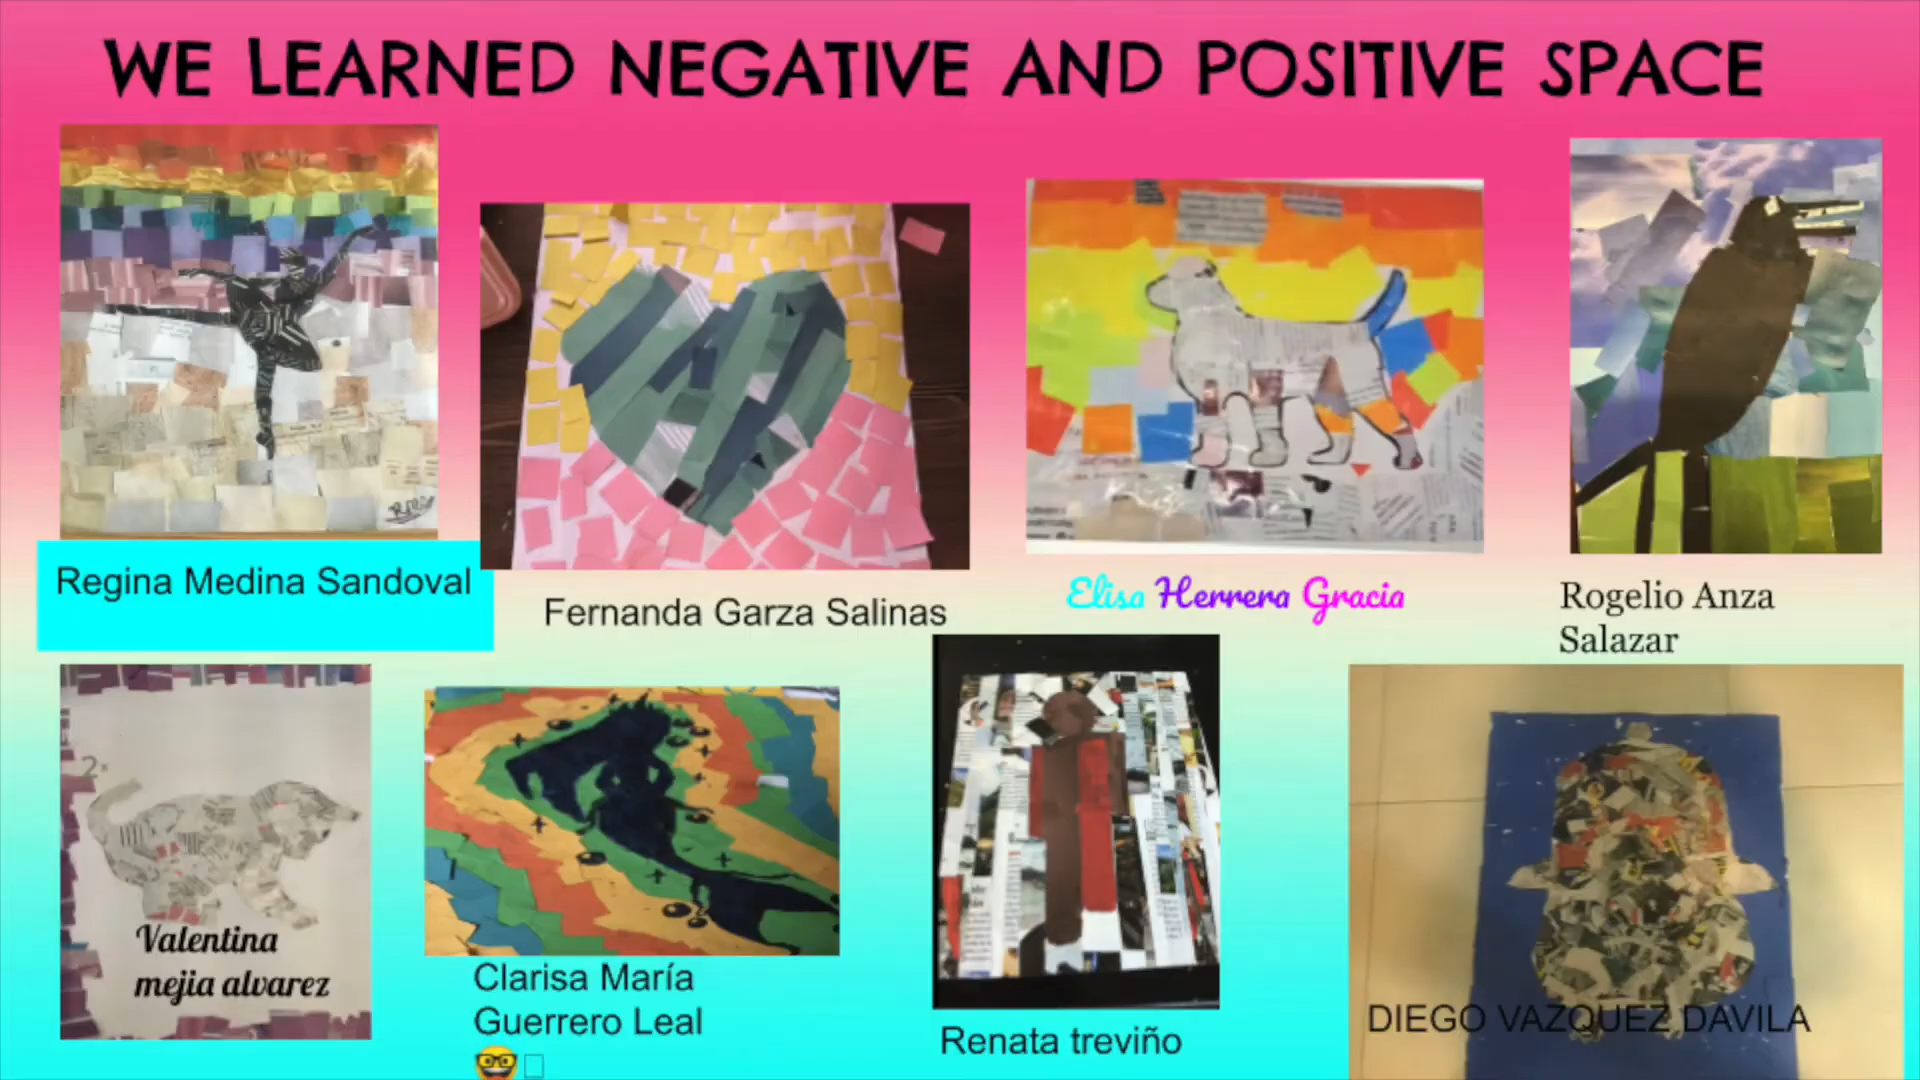 WE LEARNED NEGATIVE AND POSITIVE SPACE
Regina Medina Sandoval
Fernanda Garza Salinas
Elisa Herrera Gracia
Rogelio Anza
Salazar
Valentina
mejia alvarez
Clarisa María
Guerrero Leal
🤓
Renata treviño
DIEGO VAZQUEZ DAVILA